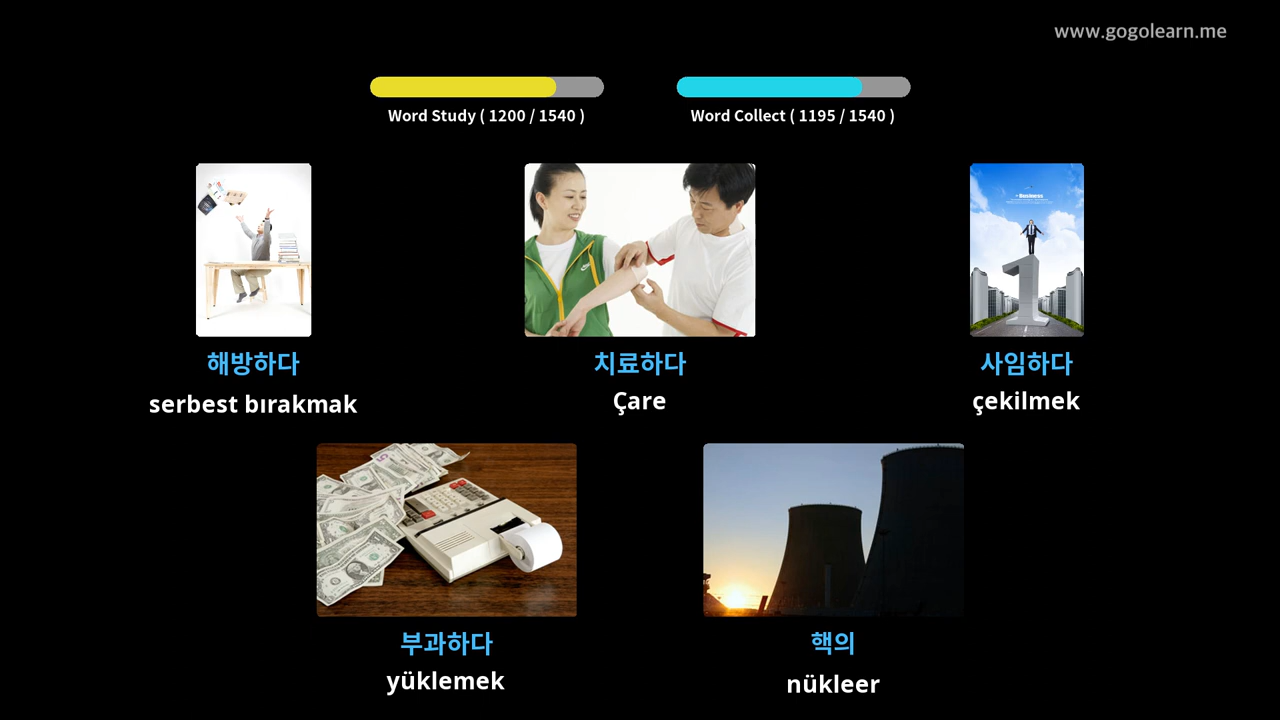 www.gogolearn.me
Word Study ( 1200 / 1540 )
Word Collect ( 1195 / 1540 )
해방하다
serbest bırakmak
치료하다
Çare
사임하다
çekilmek
부과하다
yüklemek
핵의
nükleer